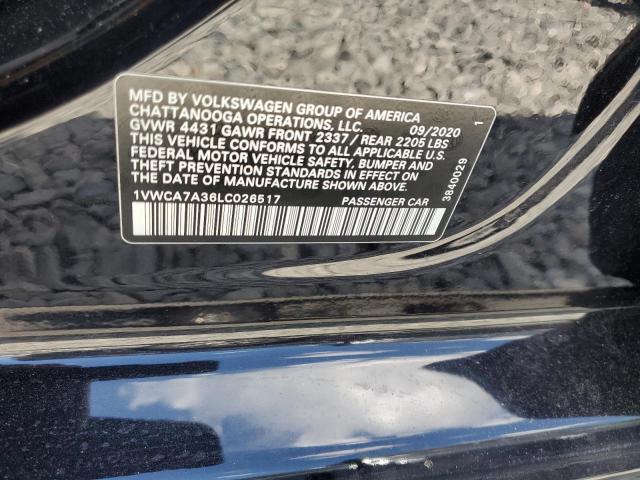 MFD BY VOLKSWAGEN GROUP OF AMERICA
CHATTANOOGA OPERATIONS, LLC. 09/2020 1
GVWR 4431 GAWR FRONT 2337 / REAR 2205 LBS
THIS VEHICLE CONFORMS TO ALL APPLICABLE U.S.
FEDERAL MOTOR VEHICLE SAFETY, BUMPER AND
THEFT PREVENTION STANDARDS IN EFFECT ON
THE DATE OF MANUFACTURE SHOWN ABOVE.
1VWCA7A36LC026517 PASSENGER CAR
3840029